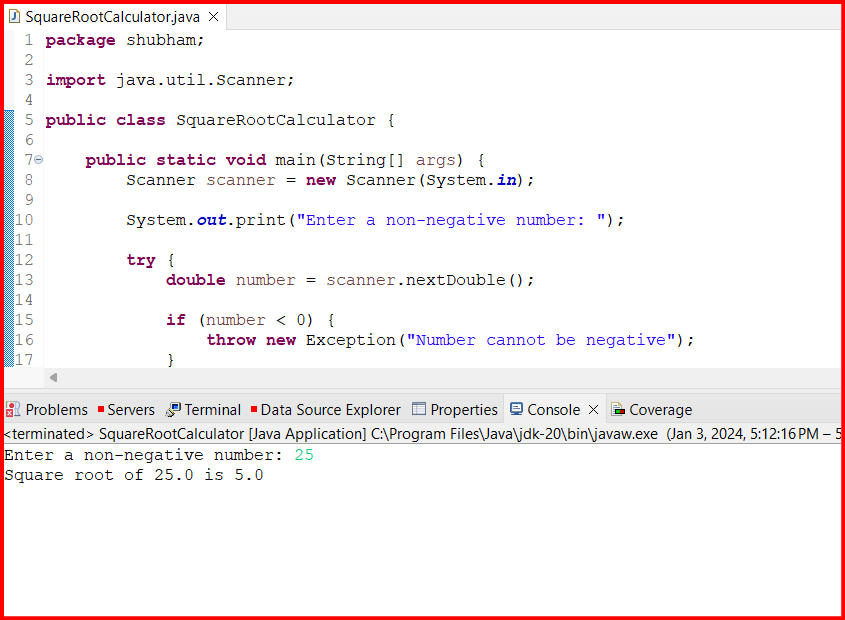 SquareRootCalculator.java
1 package shubham;
2
3 import java.util.Scanner;
4
5 public class SquareRootCalculator {
6
7     public static void main(String[] args) {
8         Scanner scanner = new Scanner(System.in);
9
10         System.out.print("Enter a non-negative number: ");
11
12         try {
13             double number = scanner.nextDouble();
14
15             if (number < 0) {
16                 throw new Exception("Number cannot be negative");
17             }
Problems Servers Terminal Data Source Explorer Properties Console Coverage
<terminated> SquareRootCalculator [Java Application] C:\Program Files\Java\jdk-20\bin\javaw.exe (Jan 3, 2024, 5:12:16 PM – 5
Enter a non-negative number: 25
Square root of 25.0 is 5.0